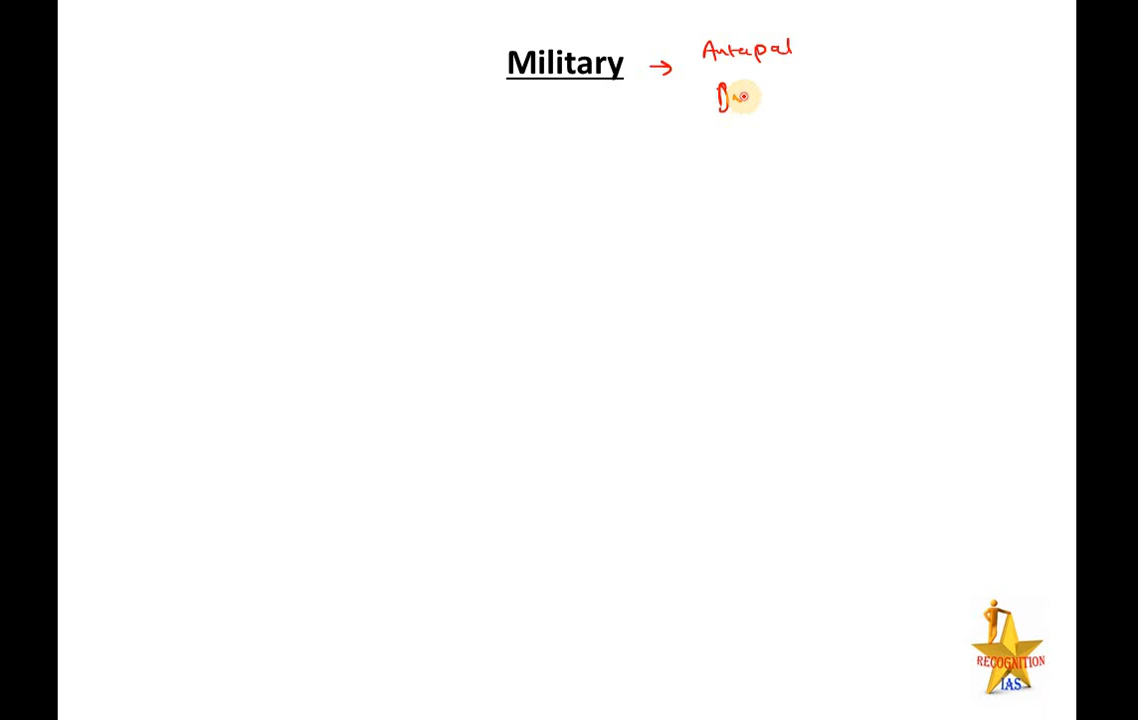 Military → Antapal
D
RECOGNITION
IAS